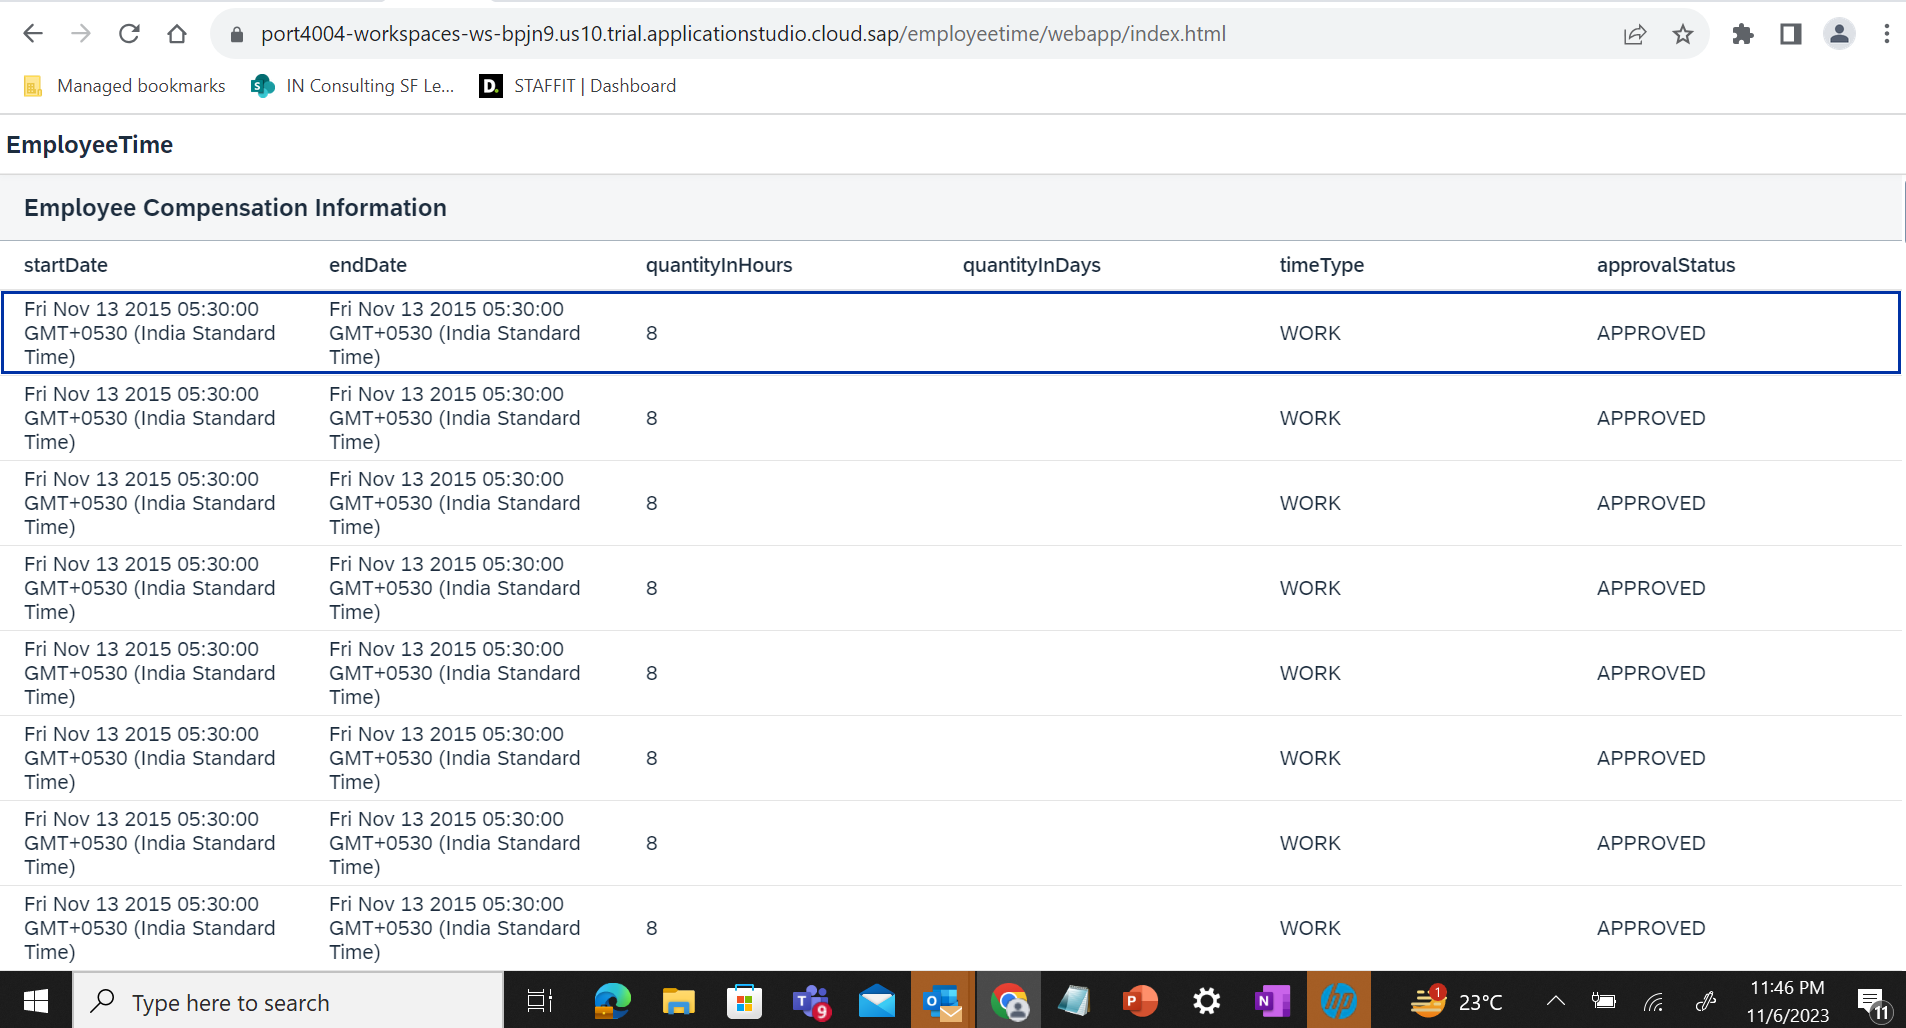 port4004-workspaces-ws-bpjn9.us10.trial.applicationstudio.cloud.sap/employeetime/webapp/index.html
Managed bookmarks
S
IN Consulting SF Le...
D.
STAFFIT | Dashboard
EmployeeTime
Employee Compensation Information
startDate endDate quantityInHours quantityInDays timeType approvalStatus
Fri Nov 13 2015 05:30:00 Fri Nov 13 2015 05:30:00
GMT+0530 (India Standard GMT+0530 (India Standard 8 WORK APPROVED
Time) Time)
Fri Nov 13 2015 05:30:00 Fri Nov 13 2015 05:30:00
GMT+0530 (India Standard GMT+0530 (India Standard 8 WORK APPROVED
Time) Time)
Fri Nov 13 2015 05:30:00 Fri Nov 13 2015 05:30:00
GMT+0530 (India Standard GMT+0530 (India Standard 8 WORK APPROVED
Time) Time)
Fri Nov 13 2015 05:30:00 Fri Nov 13 2015 05:30:00
GMT+0530 (India Standard GMT+0530 (India Standard 8 WORK APPROVED
Time) Time)
Fri Nov 13 2015 05:30:00 Fri Nov 13 2015 05:30:00
GMT+0530 (India Standard GMT+0530 (India Standard 8 WORK APPROVED
Time) Time)
Fri Nov 13 2015 05:30:00 Fri Nov 13 2015 05:30:00
GMT+0530 (India Standard GMT+0530 (India Standard 8 WORK APPROVED
Time) Time)
Fri Nov 13 2015 05:30:00 Fri Nov 13 2015 05:30:00
GMT+0530 (India Standard GMT+0530 (India Standard 8 WORK APPROVED
Time) Time)
Fri Nov 13 2015 05:30:00 Fri Nov 13 2015 05:30:00
GMT+0530 (India Standard GMT+0530 (India Standard 8 WORK APPROVED
Time) Time)
Type here to search
T
9
O
P
N
hp
1
23°C
11:46 PM
11/6/2023
11